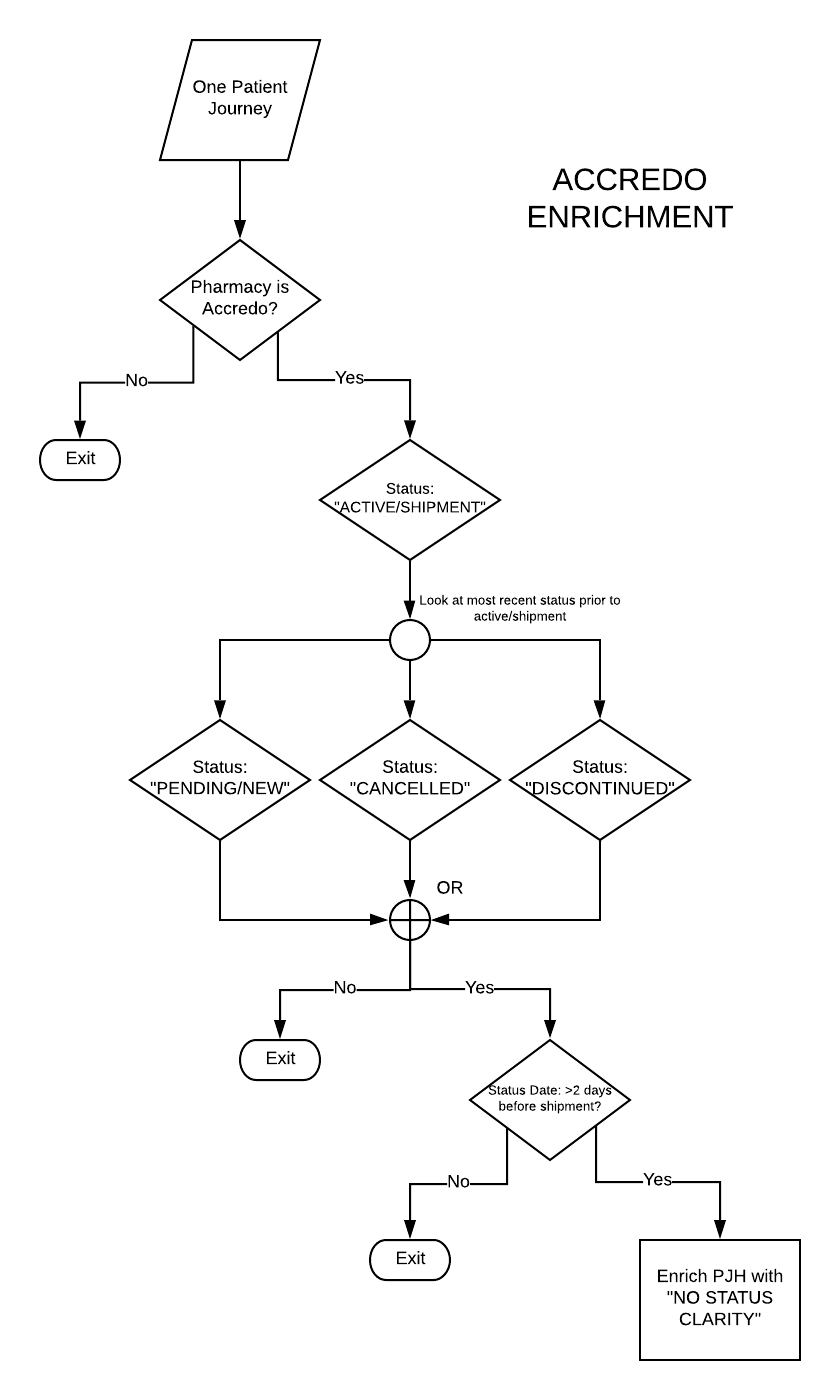 One Patient
Journey
ACCREDO
ENRICHMENT
Pharmacy is
Accredo?
No
Yes
Exit
Status:
"ACTIVE/SHIPMENT"
Look at most recent status prior to
active/shipment
Status:
"PENDING/NEW"
Status:
"CANCELLED"
Status:
"DISCONTINUED"
OR
No
Yes
Exit
Status Date: >2 days
before shipment?
No
Yes
Exit
Enrich PJH with
"NO STATUS
CLARITY"